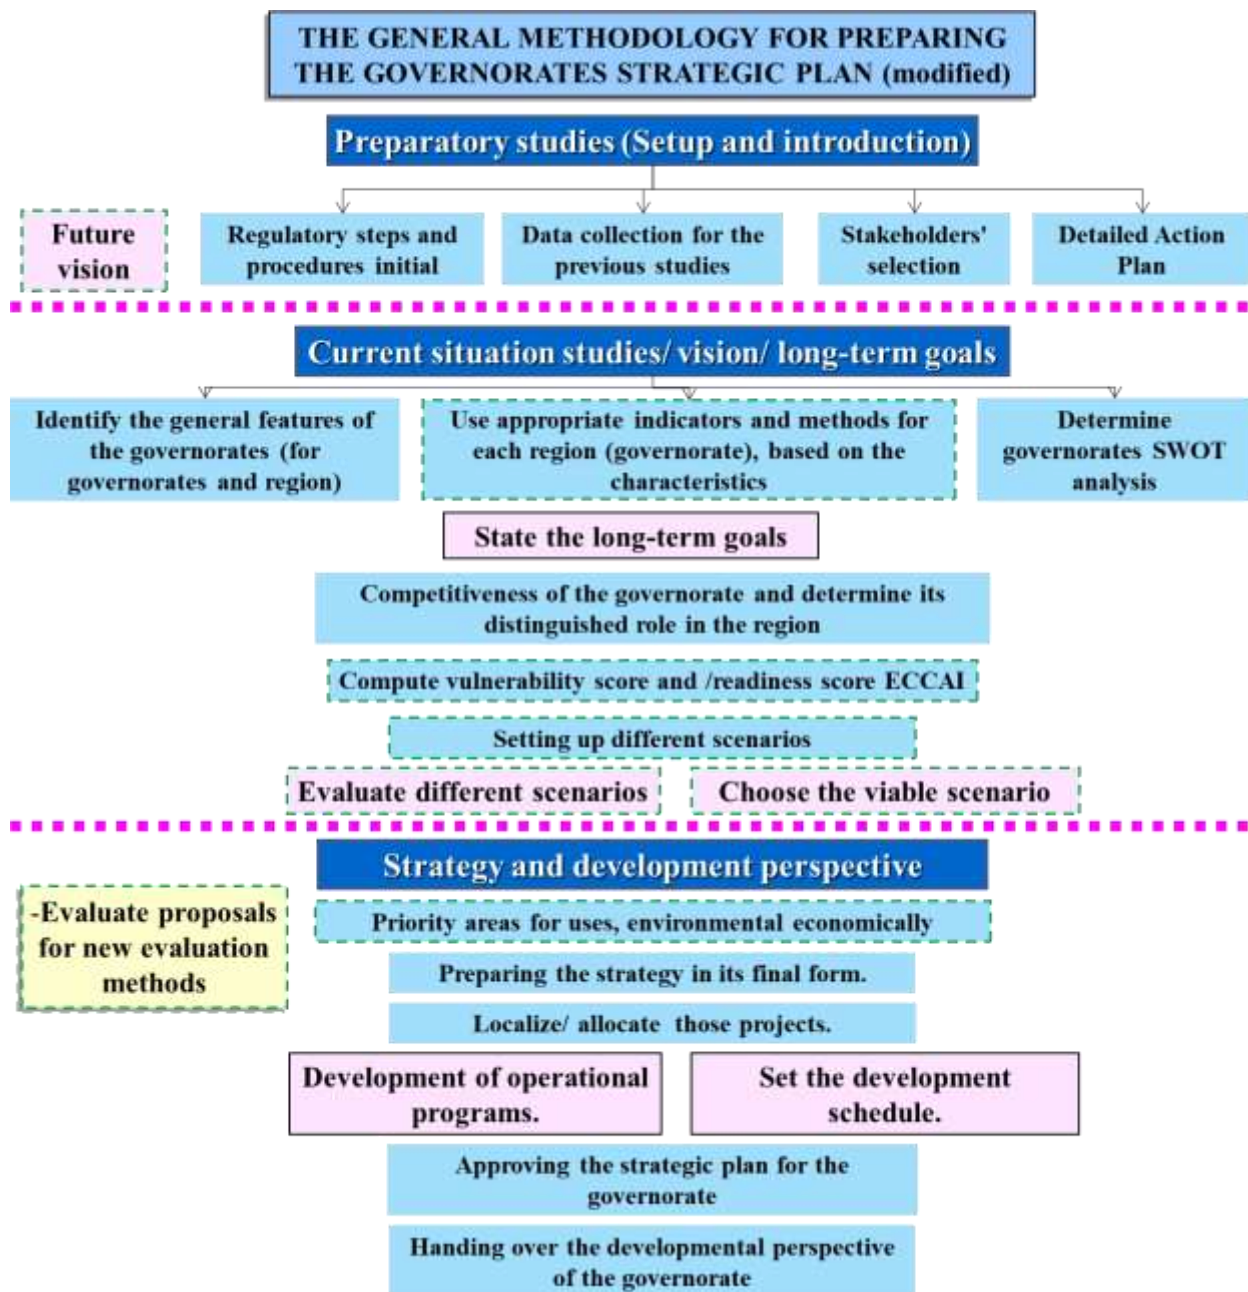 THE GENERAL METHODOLOGY FOR PREPARING
THE GOVERNORATES STRATEGIC PLAN (modified)
Preparatory studies (Setup and introduction)
Future
vision
Regulatory steps and
procedures initial
Data collection for the
previous studies
Stakeholders'
selection
Detailed Action
Plan
Current situation studies/ vision/ long-term goals
Identify the general features of
the governorates (for
governorates and region)
Use appropriate indicators and methods for
each region (governorate), based on the
characteristics
Determine
governorates SWOT
analysis
State the long-term goals
Competitiveness of the governorate and determine its
distinguished role in the region
Compute vulnerability score and /readiness score ECCAI
Setting up different scenarios
Evaluate different scenarios
Choose the viable scenario
Strategy and development perspective
-Evaluate proposals
for new evaluation
methods
Priority areas for uses, environmental economically
Preparing the strategy in its final form.
Localize/ allocate those projects.
Development of operational
programs.
Set the development
schedule.
Approving the strategic plan for the
governorate
Handing over the developmental perspective
of the governorate